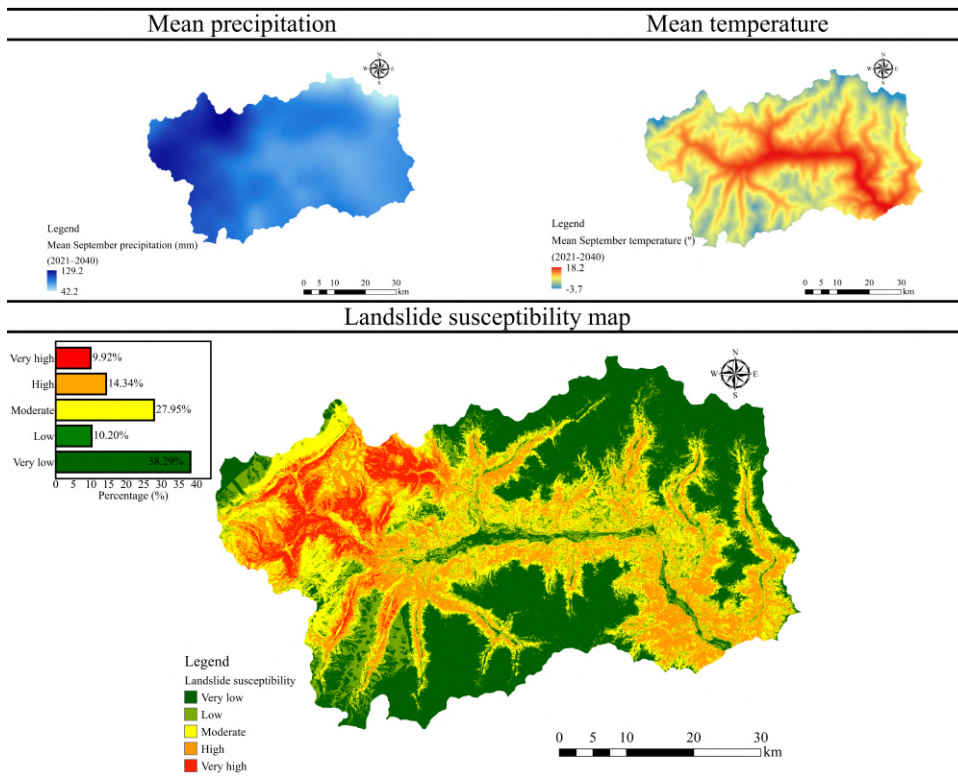 Mean precipitation
Mean temperature
N
W E
S
N
W E
S
Legend
Mean September precipitation (mm)
(2021–2040)
129.2
42.2
0 5 10 20 30
km
Legend
Mean September temperature (°)
(2021-2040)
18.2
-3.7
0 5 10 20 30
km
Landslide susceptibility map
Very high 9.92%
High 14.34%
Moderate 27.95%
Low 10.20%
Very low 38.29%
0 5 10 15 20 25 30 35 40
Percentage (%)
N
W E
S
Legend
Landslide susceptibility
Very low
Low
Moderate
High
Very high
0 5 10 20 30
km